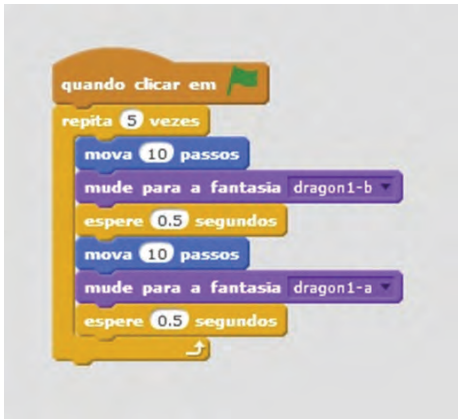 quando clicar em
repita 5 vezes
mova 10 passos
mude para a fantasia dragon1-b
espere 0.5 segundos
mova 10 passos
mude para a fantasia dragon1-a
espere 0.5 segundos